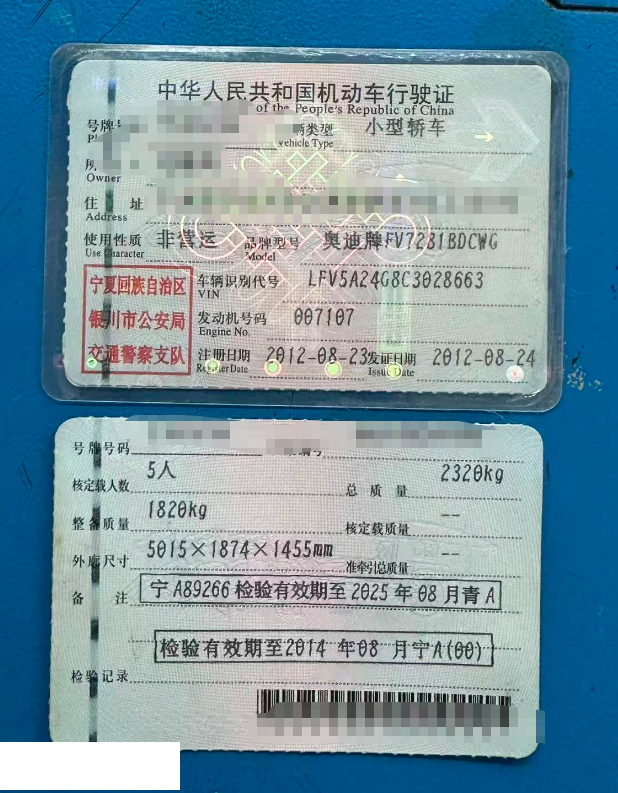 中华人民共和国机动车行驶证
of the People's Republic of China
号牌
类型 小型轿车
Vehicle Type
Owner
住 址
Address
使用性质 非营运 品牌型号 奥迪牌FV7281BDCWG
Use Character Model
宁夏回族自治区
银川市公安局
交通警察支队
车辆识别代号 LFV5A24G8C3028663
VIN
发动机号码 007107
Engine No.
注册日期 2012-08-23 发证日期 2012-08-24
Register Date Issue Date
号牌号码 编号
核定载人数 5人 总 质 量 2320kg
整备质量 1820kg 核定载质量 --
外廓尺寸 5015×1874×1455mm 准牵引总质量 --
备 注 宁A89266 检验有效期至2025年08月青A
检验有效期至2014 年08 月宁A(00)
检验记录